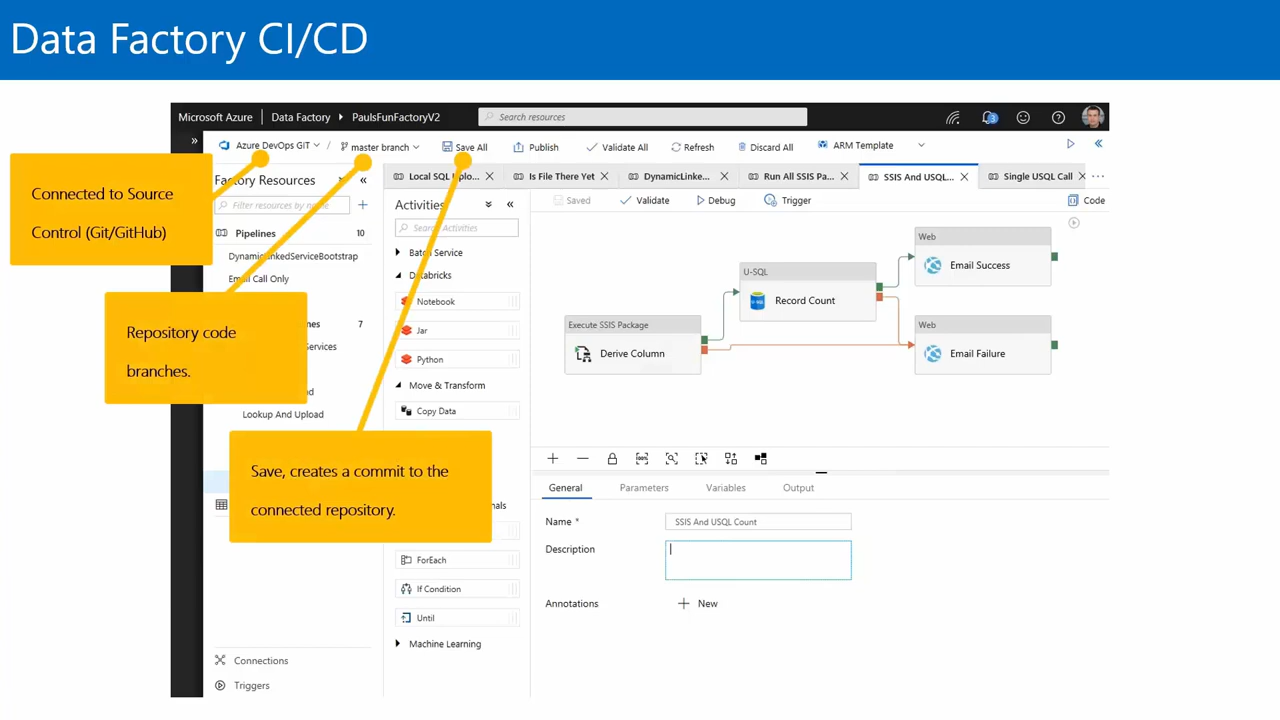 Data Factory CI/CD
Microsoft Azure
Data Factory
PaulsFunFactoryV2
Search resources
3
Azure DevOps GIT
/
master branch
Save All
Publish
Validate All
Refresh
Discard All
ARM Template
Connected to Source
Control (Git/GitHub)
Repository code
branches.
Save, creates a commit to the
connected repository.
Factory Resources
Filter resources by name
Pipelines 10
DynamicLinkedServiceBootstrap
Email Call Only
7
Services
Lookup And Upload
Connections
Triggers
Local SQL Uplo...
Is File There Yet
DynamicLinke...
Run All SSIS Pa...
SSIS And USQL...
Single USQL Call
Activities
Search Activities
Batch Service
Databricks
Notebook
Jar
Python
Move & Transform
Copy Data
ForEach
If Condition
Until
Machine Learning
Saved
Validate
Debug
Trigger
Code
Execute SSIS Package
Derive Column
U-SQL
Record Count
Web
Email Success
Web
Email Failure
General
Parameters
Variables
Output
Name *
SSIS And USQL Count
Description
Annotations
New